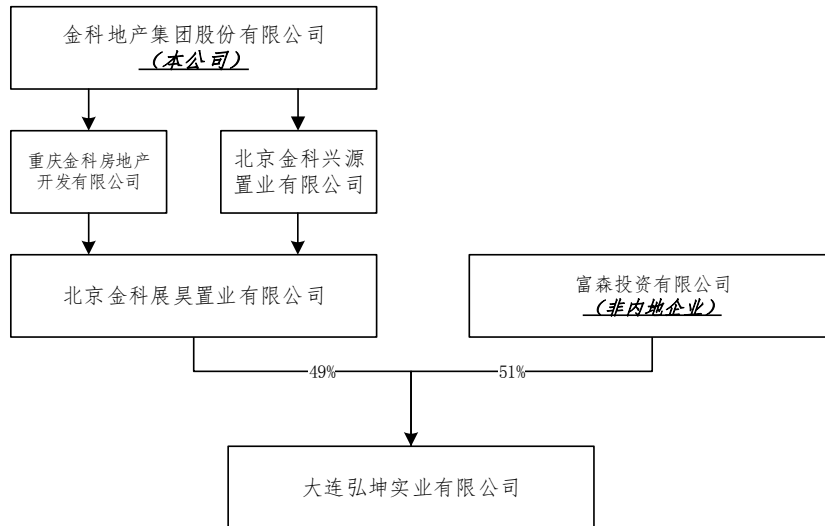 金科地产集团股份有限公司
(本公司)
重庆金科房地产
开发有限公司
北京金科兴源
置业有限公司
北京金科展昊置业有限公司
富森投资有限公司
(非内地企业)
49%
51%
大连弘坤实业有限公司